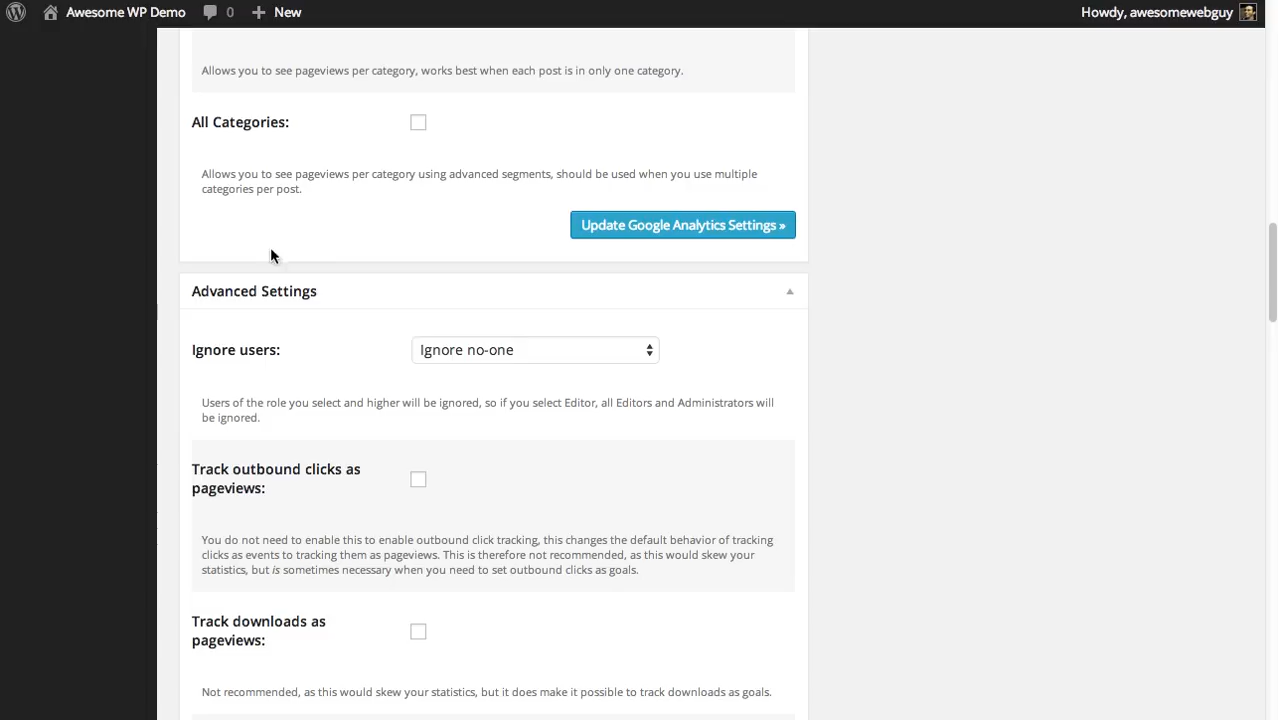 Awesome WP Demo 0 New Howdy, awesomewebguy
Allows you to see pageviews per category, works best when each post is in only one category.
All Categories:
Allows you to see pageviews per category using advanced segments, should be used when you use multiple
categories per post.
Update Google Analytics Settings »
Advanced Settings
Ignore users: Ignore no-one
Users of the role you select and higher will be ignored, so if you select Editor, all Editors and Administrators will
be ignored.
Track outbound clicks as
pageviews:
You do not need to enable this to enable outbound click tracking, this changes the default behavior of tracking
clicks as events to tracking them as pageviews. This is therefore not recommended, as this would skew your
statistics, but is sometimes necessary when you need to set outbound clicks as goals.
Track downloads as
pageviews:
Not recommended, as this would skew your statistics, but it does make it possible to track downloads as goals.